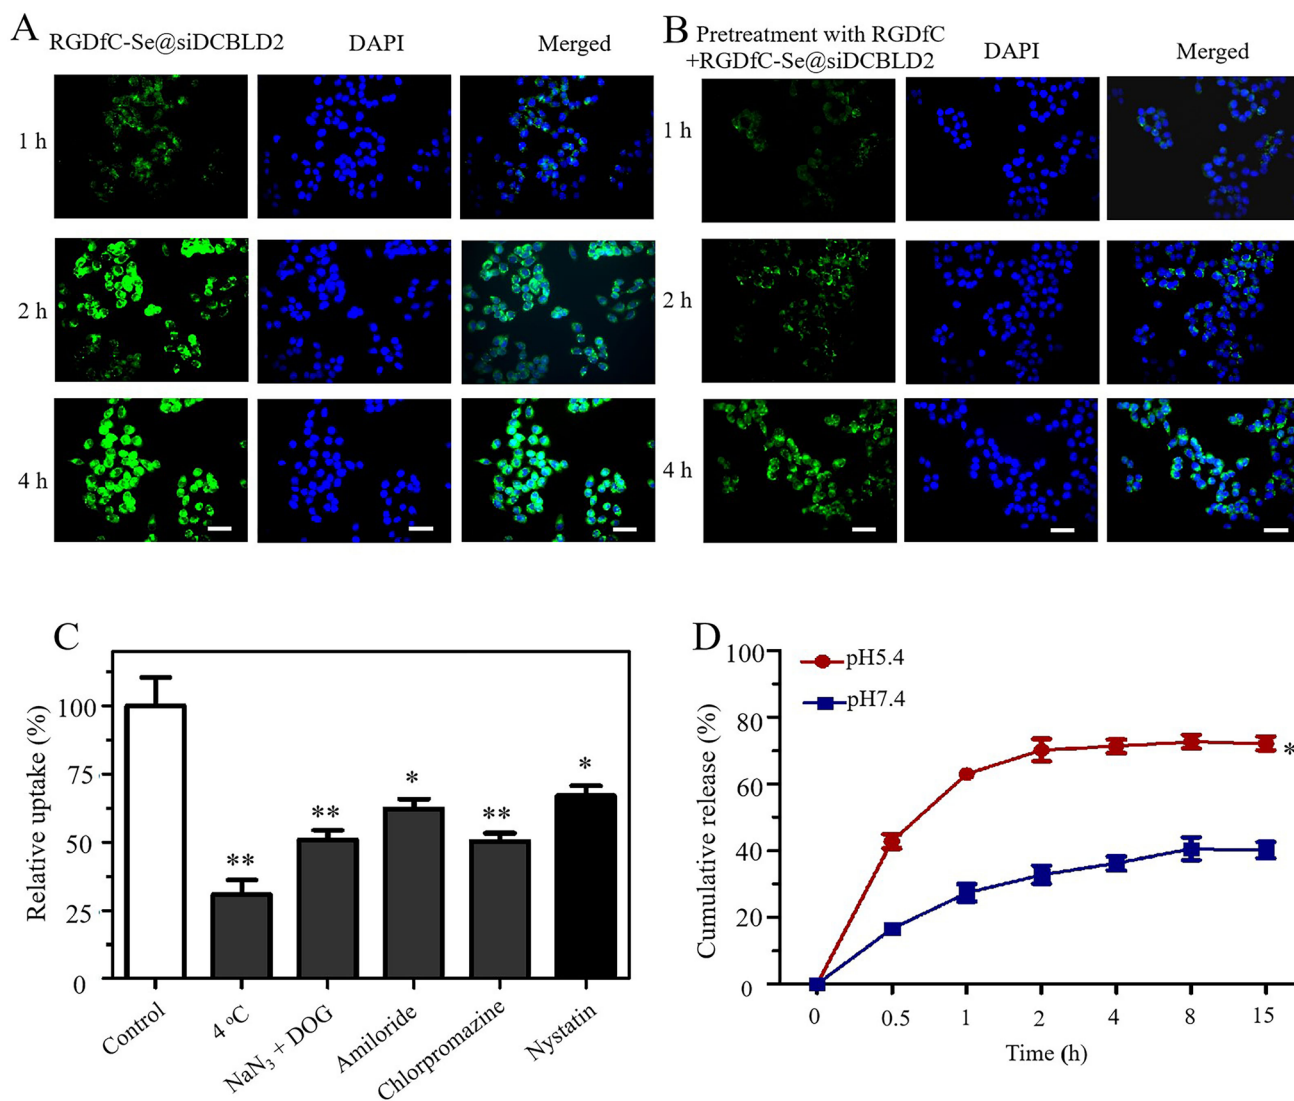 A
RGDfC-Se@siDCBLD2
DAPI
Merged
1 h
2 h
4 h
B
Pretreatment with RGDfC
+RGDfC-Se@siDCBLD2
DAPI
Merged
1 h
2 h
4 h
C
Relative uptake (%)
100
75
50
25
0
**
**
*
**
*
Control
4 °C
NaN₃ + DOG
Amiloride
Chlorpromazine
Nystatin
D
Cumulative release (%)
100
80
60
40
20
0
pH5.4
pH7.4
*
0
0.5
1
2
4
8
15
Time (h)